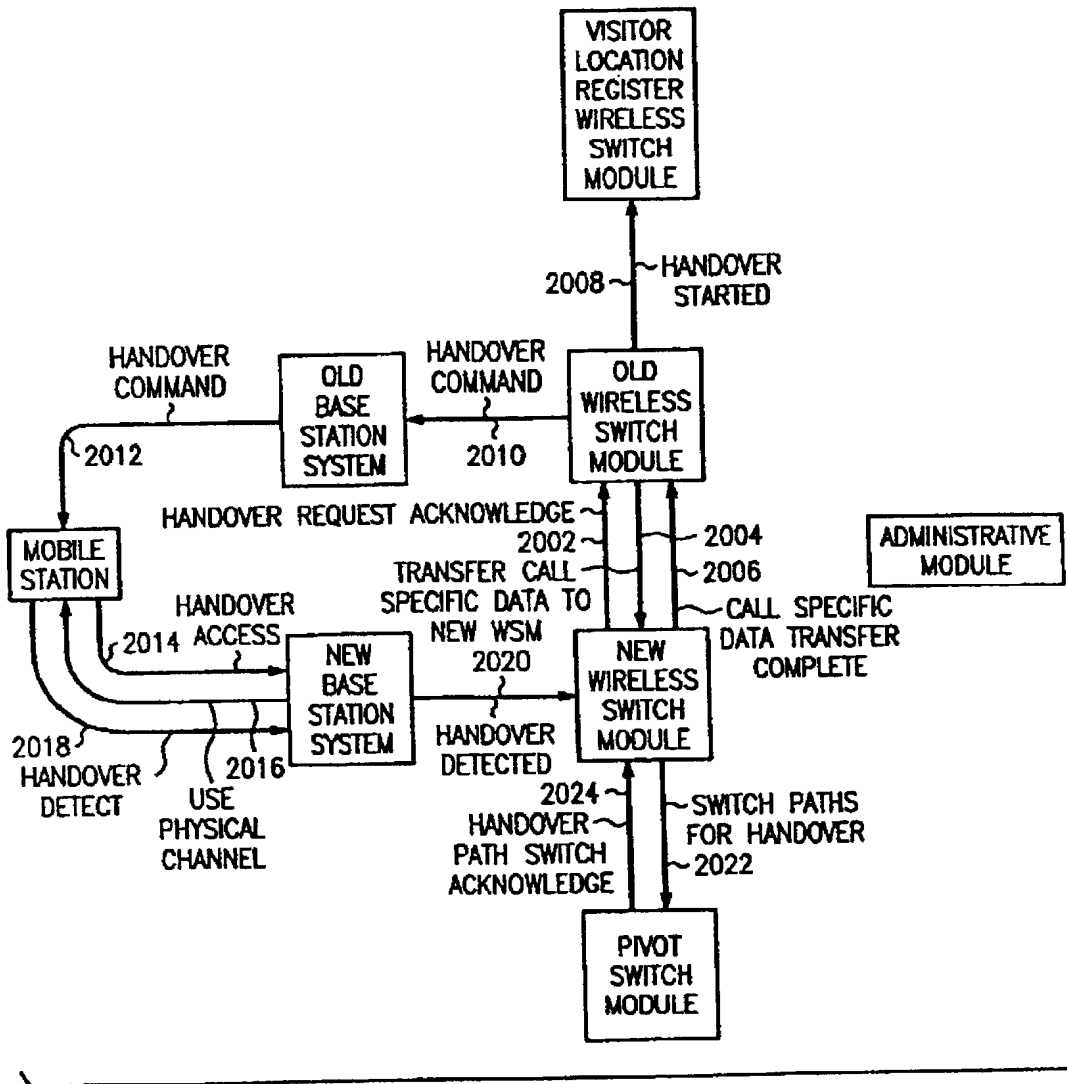 VISITOR
LOCATION
REGISTER
WIRELESS
SWITCH
MODULE
2008
HANDOVER
STARTED
HANDOVER
COMMAND
2012
OLD
BASE
STATION
SYSTEM
HANDOVER
COMMAND
2010
OLD
WIRELESS
SWITCH
MODULE
HANDOVER REQUEST ACKNOWLEDGE
2002
2004
TRANSFER CALL
SPECIFIC DATA TO
NEW WSM
2006
CALL SPECIFIC
DATA TRANSFER
COMPLETE
ADMINISTRATIVE
MODULE
MOBILE
STATION
HANDOVER
ACCESS
2014
NEW
BASE
STATION
SYSTEM
2020
HANDOVER
DETECTED
NEW
WIRELESS
SWITCH
MODULE
2018
HANDOVER
DETECT
2016
USE
PHYSICAL
CHANNEL
2024
HANDOVER
PATH SWITCH
ACKNOWLEDGE
SWITCH PATHS
FOR HANDOVER
2022
PIVOT
SWITCH
MODULE